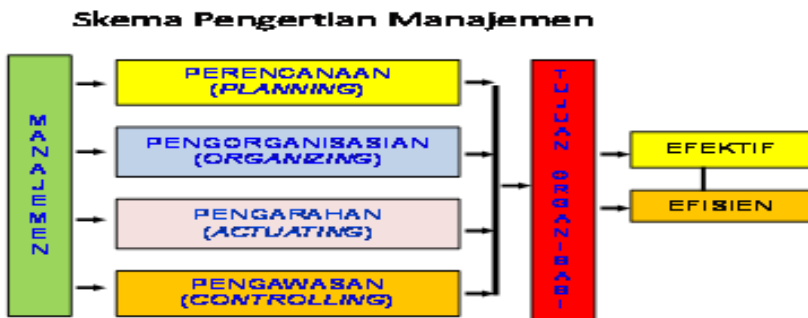 Skema Pengertian Manajemen
MANAJEMEN
PERENCANAAN
(PLANNING)
PENGORGANISASIAN
(ORGANIZING)
PENGARAHAN
(ACTUATING)
PENGAWASAN
(CONTROLLING)
TUJUAN ORGANISASI
EFEKTIF
EFISIEN